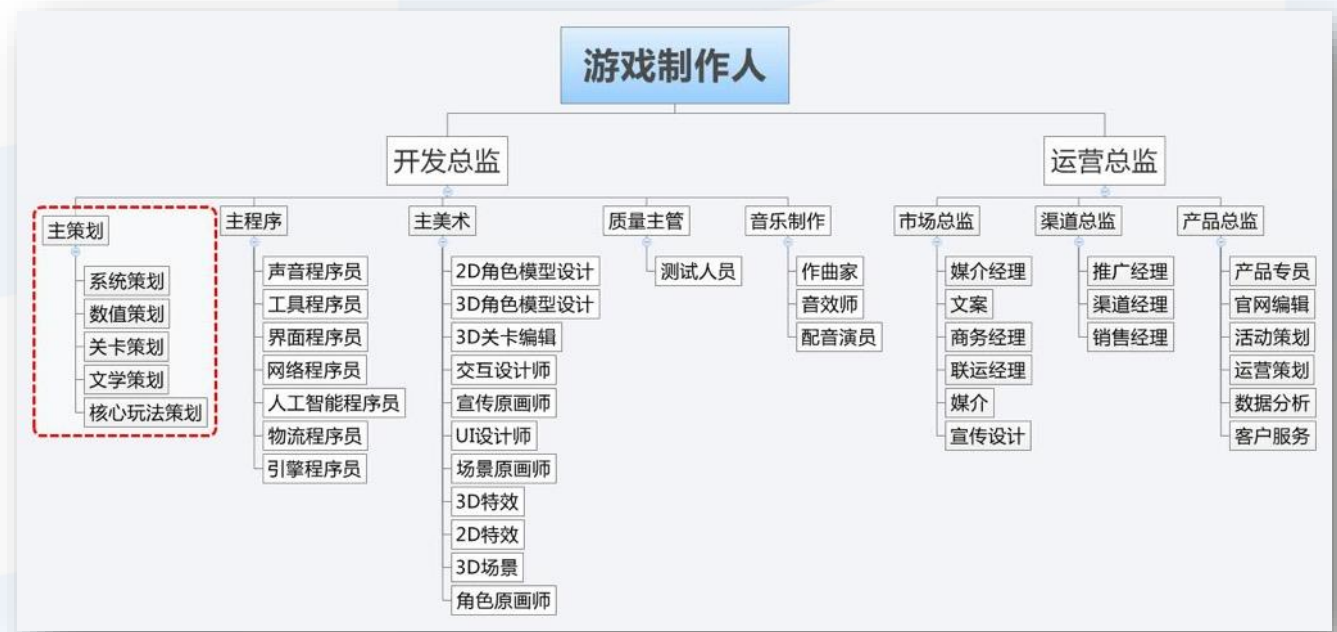 游戏制作人
开发总监
运营总监
主策划
系统策划
数值策划
关卡策划
文学策划
核心玩法策划
主程序
声音程序员
工具程序员
界面程序员
网络程序员
人工智能程序员
物流程序员
引擎程序员
主美术
2D角色模型设计
3D角色模型设计
3D关卡编辑
交互设计师
宣传原画师
UI设计师
场景原画师
3D特效
2D特效
3D场景
角色原画师
质量主管
测试人员
音乐制作
作曲家
音效师
配音演员
市场总监
媒介经理
文案
商务经理
联运经理
媒介
宣传设计
渠道总监
推广经理
渠道经理
销售经理
产品总监
产品专员
官网编辑
活动策划
运营策划
数据分析
客户服务